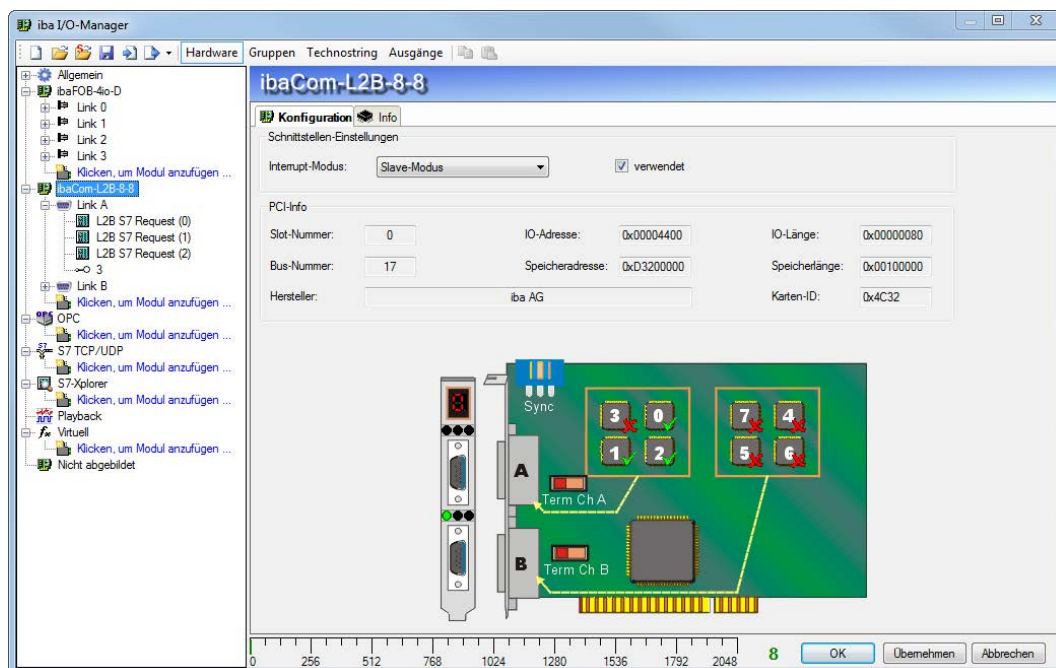 iba I/O-Manager
Hardware Gruppen Technostring Ausgänge
Allgemein
ibaFOB-4io-D
Link 0
Link 1
Link 2
Link 3
Klicken, um Modul anzufügen ...
ibaCom-L2B-8-8
Link A
L2B S7 Request (0)
L2B S7 Request (1)
L2B S7 Request (2)
3
Link B
Klicken, um Modul anzufügen ...
OPC
Klicken, um Modul anzufügen ...
S7 TCP/UDP
Klicken, um Modul anzufügen ...
S7-Xplorer
Klicken, um Modul anzufügen ...
Playback
Virtuell
Klicken, um Modul anzufügen ...
Nicht abgebildet
ibaCom-L2B-8-8
Konfiguration Info
Schnittstellen-Einstellungen
Interrupt-Modus: Slave-Modus verwendet
PCI-Info
Slot-Nummer: 0 IO-Adresse: 0x00004400 IO-Länge: 0x00000080
Bus-Nummer: 17 Speicheradresse: 0xD3200000 Speicherlänge: 0x00100000
Hersteller: iba AG Karten-ID: 0x4C32
Sync
3 0 7 4
1 2 5 6
A
Term Ch A
B
Term Ch B
0 256 512 768 1024 1280 1536 1792 2048
8 OK Übernehmen Abbrechen